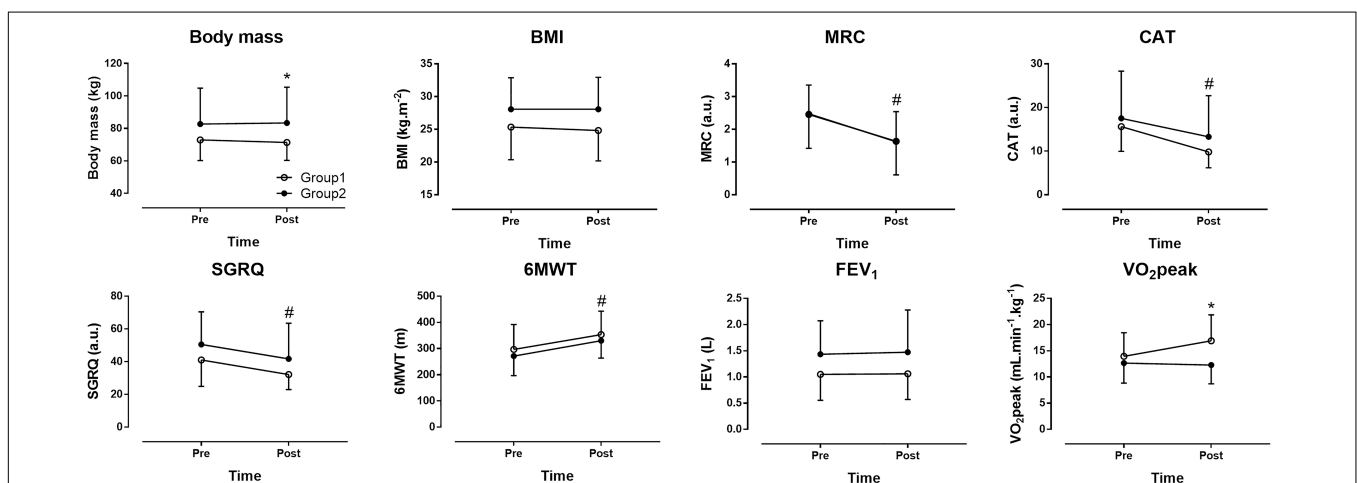 Body mass
Body mass (kg)
120
100
80
60
40
*
Group1
Group2
Pre
Post
Time
BMI
BMI (kg.m-2)
35
30
25
20
15
Pre
Post
Time
MRC
MRC (a.u.)
4
3
2
1
0
#
Pre
Post
Time
CAT
CAT (a.u.)
30
20
10
0
#
Pre
Post
Time
SGRQ
SGRQ (a.u.)
80
60
40
20
0
#
Pre
Post
Time
6MWT
6MWT (m)
500
400
300
200
100
0
#
Pre
Post
Time
FEV1
FEV1 (L)
2.5
2.0
1.5
1.0
0.5
0.0
Pre
Post
Time
VO2peak
VO2peak (mL.min-1.kg-1)
25
20
15
10
5
0
*
Pre
Post
Time